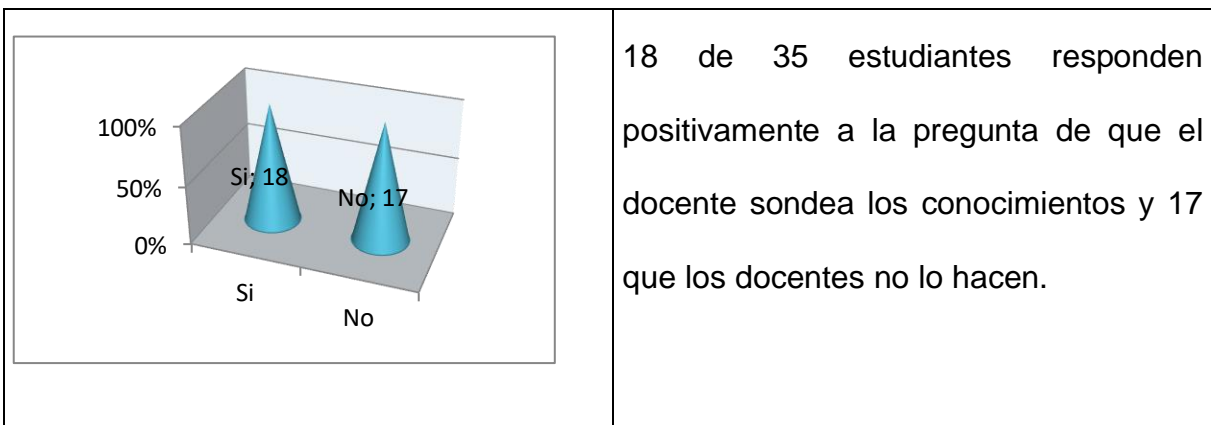 100%
50%
0%
Si; 18
No; 17
Si
No
18 de 35 estudiantes responden
positivamente a la pregunta de que el
docente sondea los conocimientos y 17
que los docentes no lo hacen.